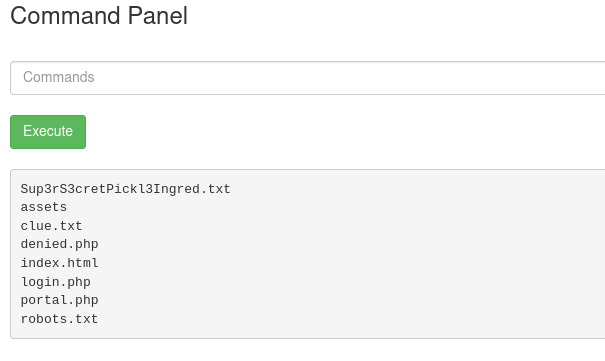 Command Panel
Commands
Execute
Sup3rS3cretPickl3Ingred.txt
assets
clue.txt
denied.php
index.html
login.php
portal.php
robots.txt